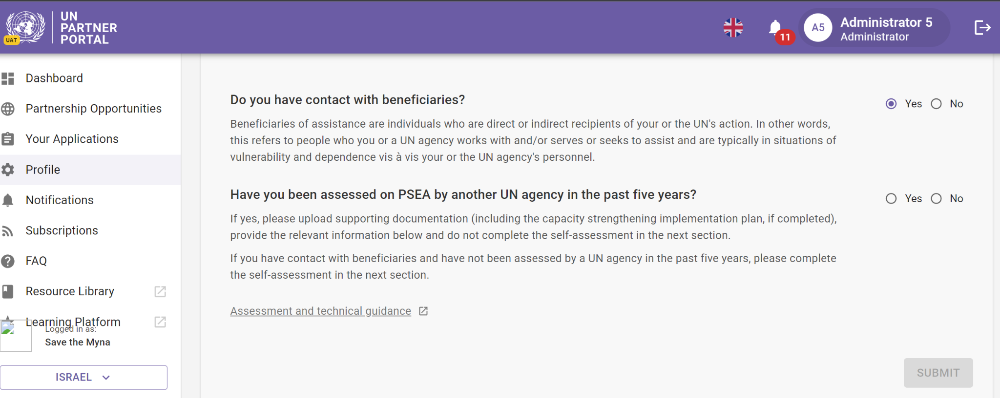 UN
PARTNER
PORTAL
UAT
11
A5
Administrator 5
Administrator
Dashboard
Partnership Opportunities
Your Applications
Profile
Notifications
Subscriptions
FAQ
Resource Library
Learning Platform
Logged in as:
Save the Myna
ISRAEL
Do you have contact with beneficiaries?
Yes No
Beneficiaries of assistance are individuals who are direct or indirect recipients of your or the UN's action. In other words,
this refers to people who you or a UN agency works with and/or serves or seeks to assist and are typically in situations of
vulnerability and dependence vis à vis your or the UN agency's personnel.
Have you been assessed on PSEA by another UN agency in the past five years?
Yes No
If yes, please upload supporting documentation (including the capacity strengthening implementation plan, if completed),
provide the relevant information below and do not complete the self-assessment in the next section.
If you have contact with beneficiaries and have not been assessed by a UN agency in the past five years, please complete
the self-assessment in the next section.
Assessment and technical guidance
SUBMIT